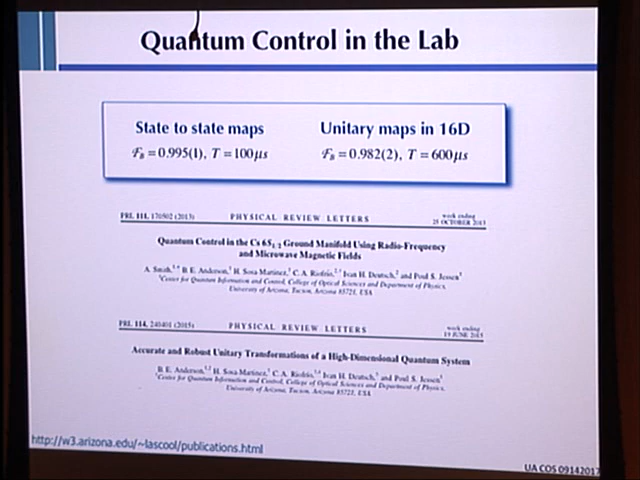 Quantum Control in the Lab
State to state maps
ℱB = 0.995(1), T = 100μs
Unitary maps in 16D
ℱB = 0.982(2), T = 600μs
PRL 111, 170502 (2013)
PHYSICAL REVIEW LETTERS
week ending
25 OCTOBER 2013
Quantum Control in the Cs 6S1/2 Ground Manifold Using Radio-Frequency
and Microwave Magnetic Fields
A. Smith, B. E. Anderson, H. Sosa Martinez, C. A. Riofrío, Ivan H. Deutsch, and Poul S. Jessen
Center for Quantum Information and Control, College of Optical Sciences and Department of Physics,
University of Arizona, Tucson, Arizona 85721, USA
PRL 114, 240401 (2015)
PHYSICAL REVIEW LETTERS
week ending
19 JUNE 2015
Accurate and Robust Unitary Transformations of a High-Dimensional Quantum System
B. E. Anderson, H. Sosa Martinez, C. A. Riofrío, Ivan H. Deutsch, and Poul S. Jessen
Center for Quantum Information and Control, College of Optical Sciences and Department of Physics,
University of Arizona, Tucson, Arizona 85721, USA
http://w3.arizona.edu/~lascool/publications.html
UA COS 09142017